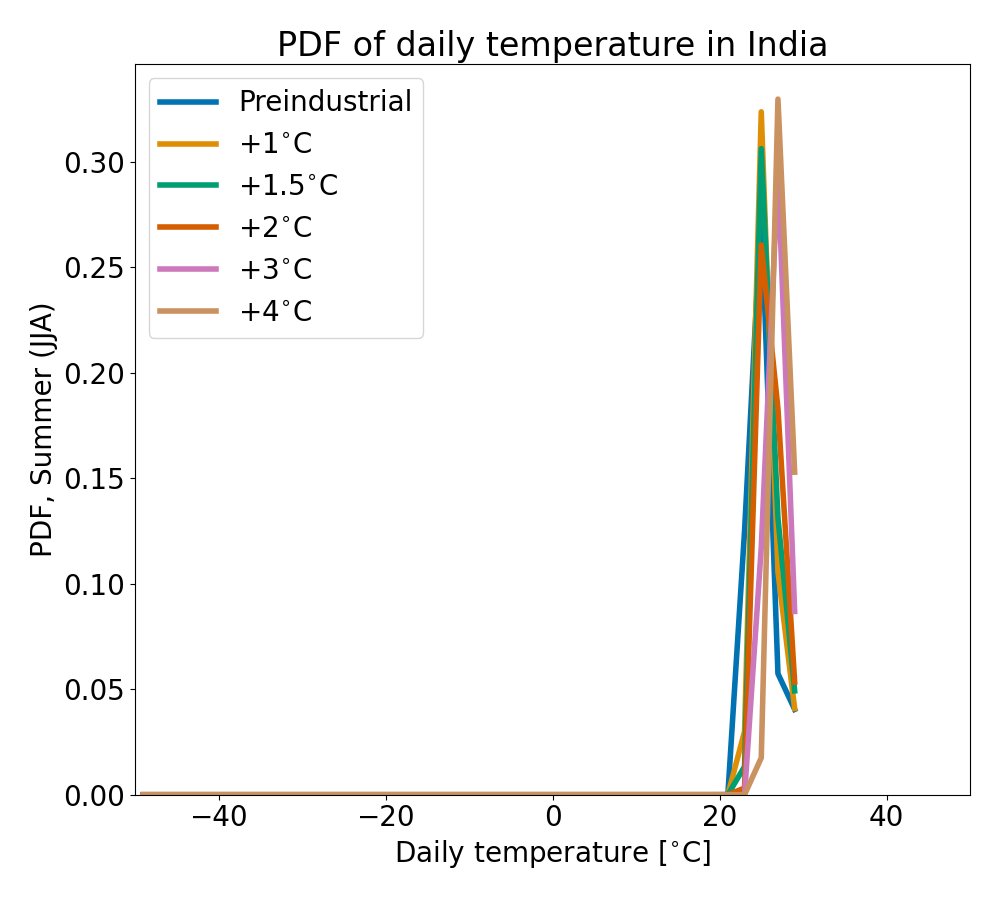 PDF of daily temperature in India
Preindustrial
+1°C
+1.5°C
+2°C
+3°C
+4°C
PDF, Summer (JJA)
0.30
0.25
0.20
0.15
0.10
0.05
0.00
−40
−20
0
20
40
Daily temperature [°C]